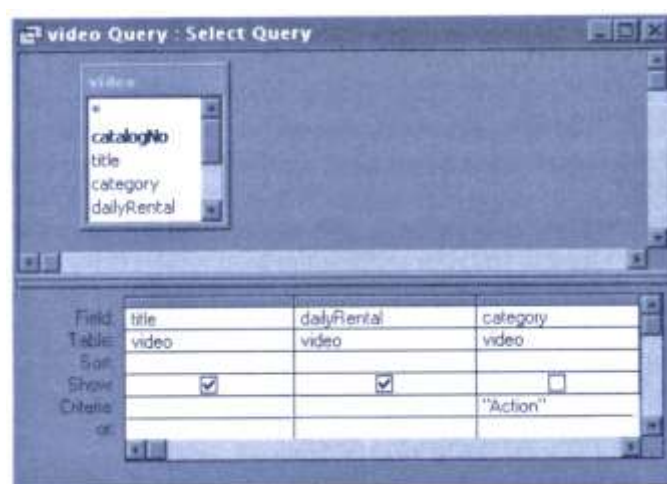 video Query : Select Query
video
*
catalogNo
title
category
dailyRental
Field: title dailyRental category
Table: video video video
Sort:
Show:
Criteria: "Action"
or: